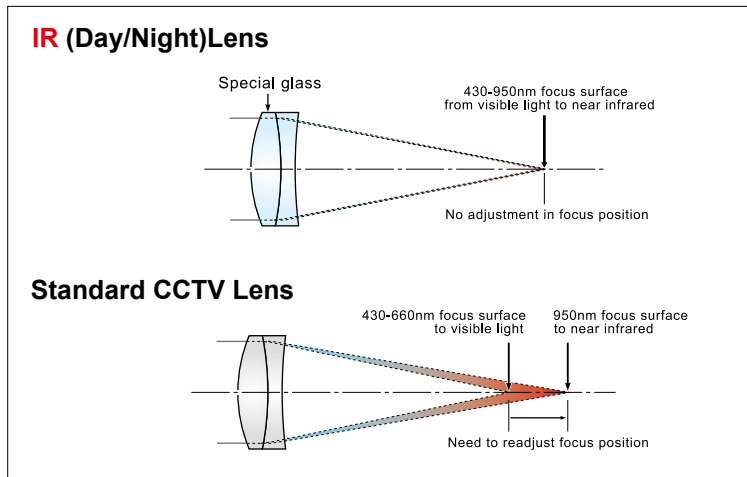 IR (Day/Night)Lens
Special glass
430-950nm focus surface
from visible light to near infrared
No adjustment in focus position
Standard CCTV Lens
430-660nm focus surface
to visible light
950nm focus surface
to near infrared
Need to readjust focus position